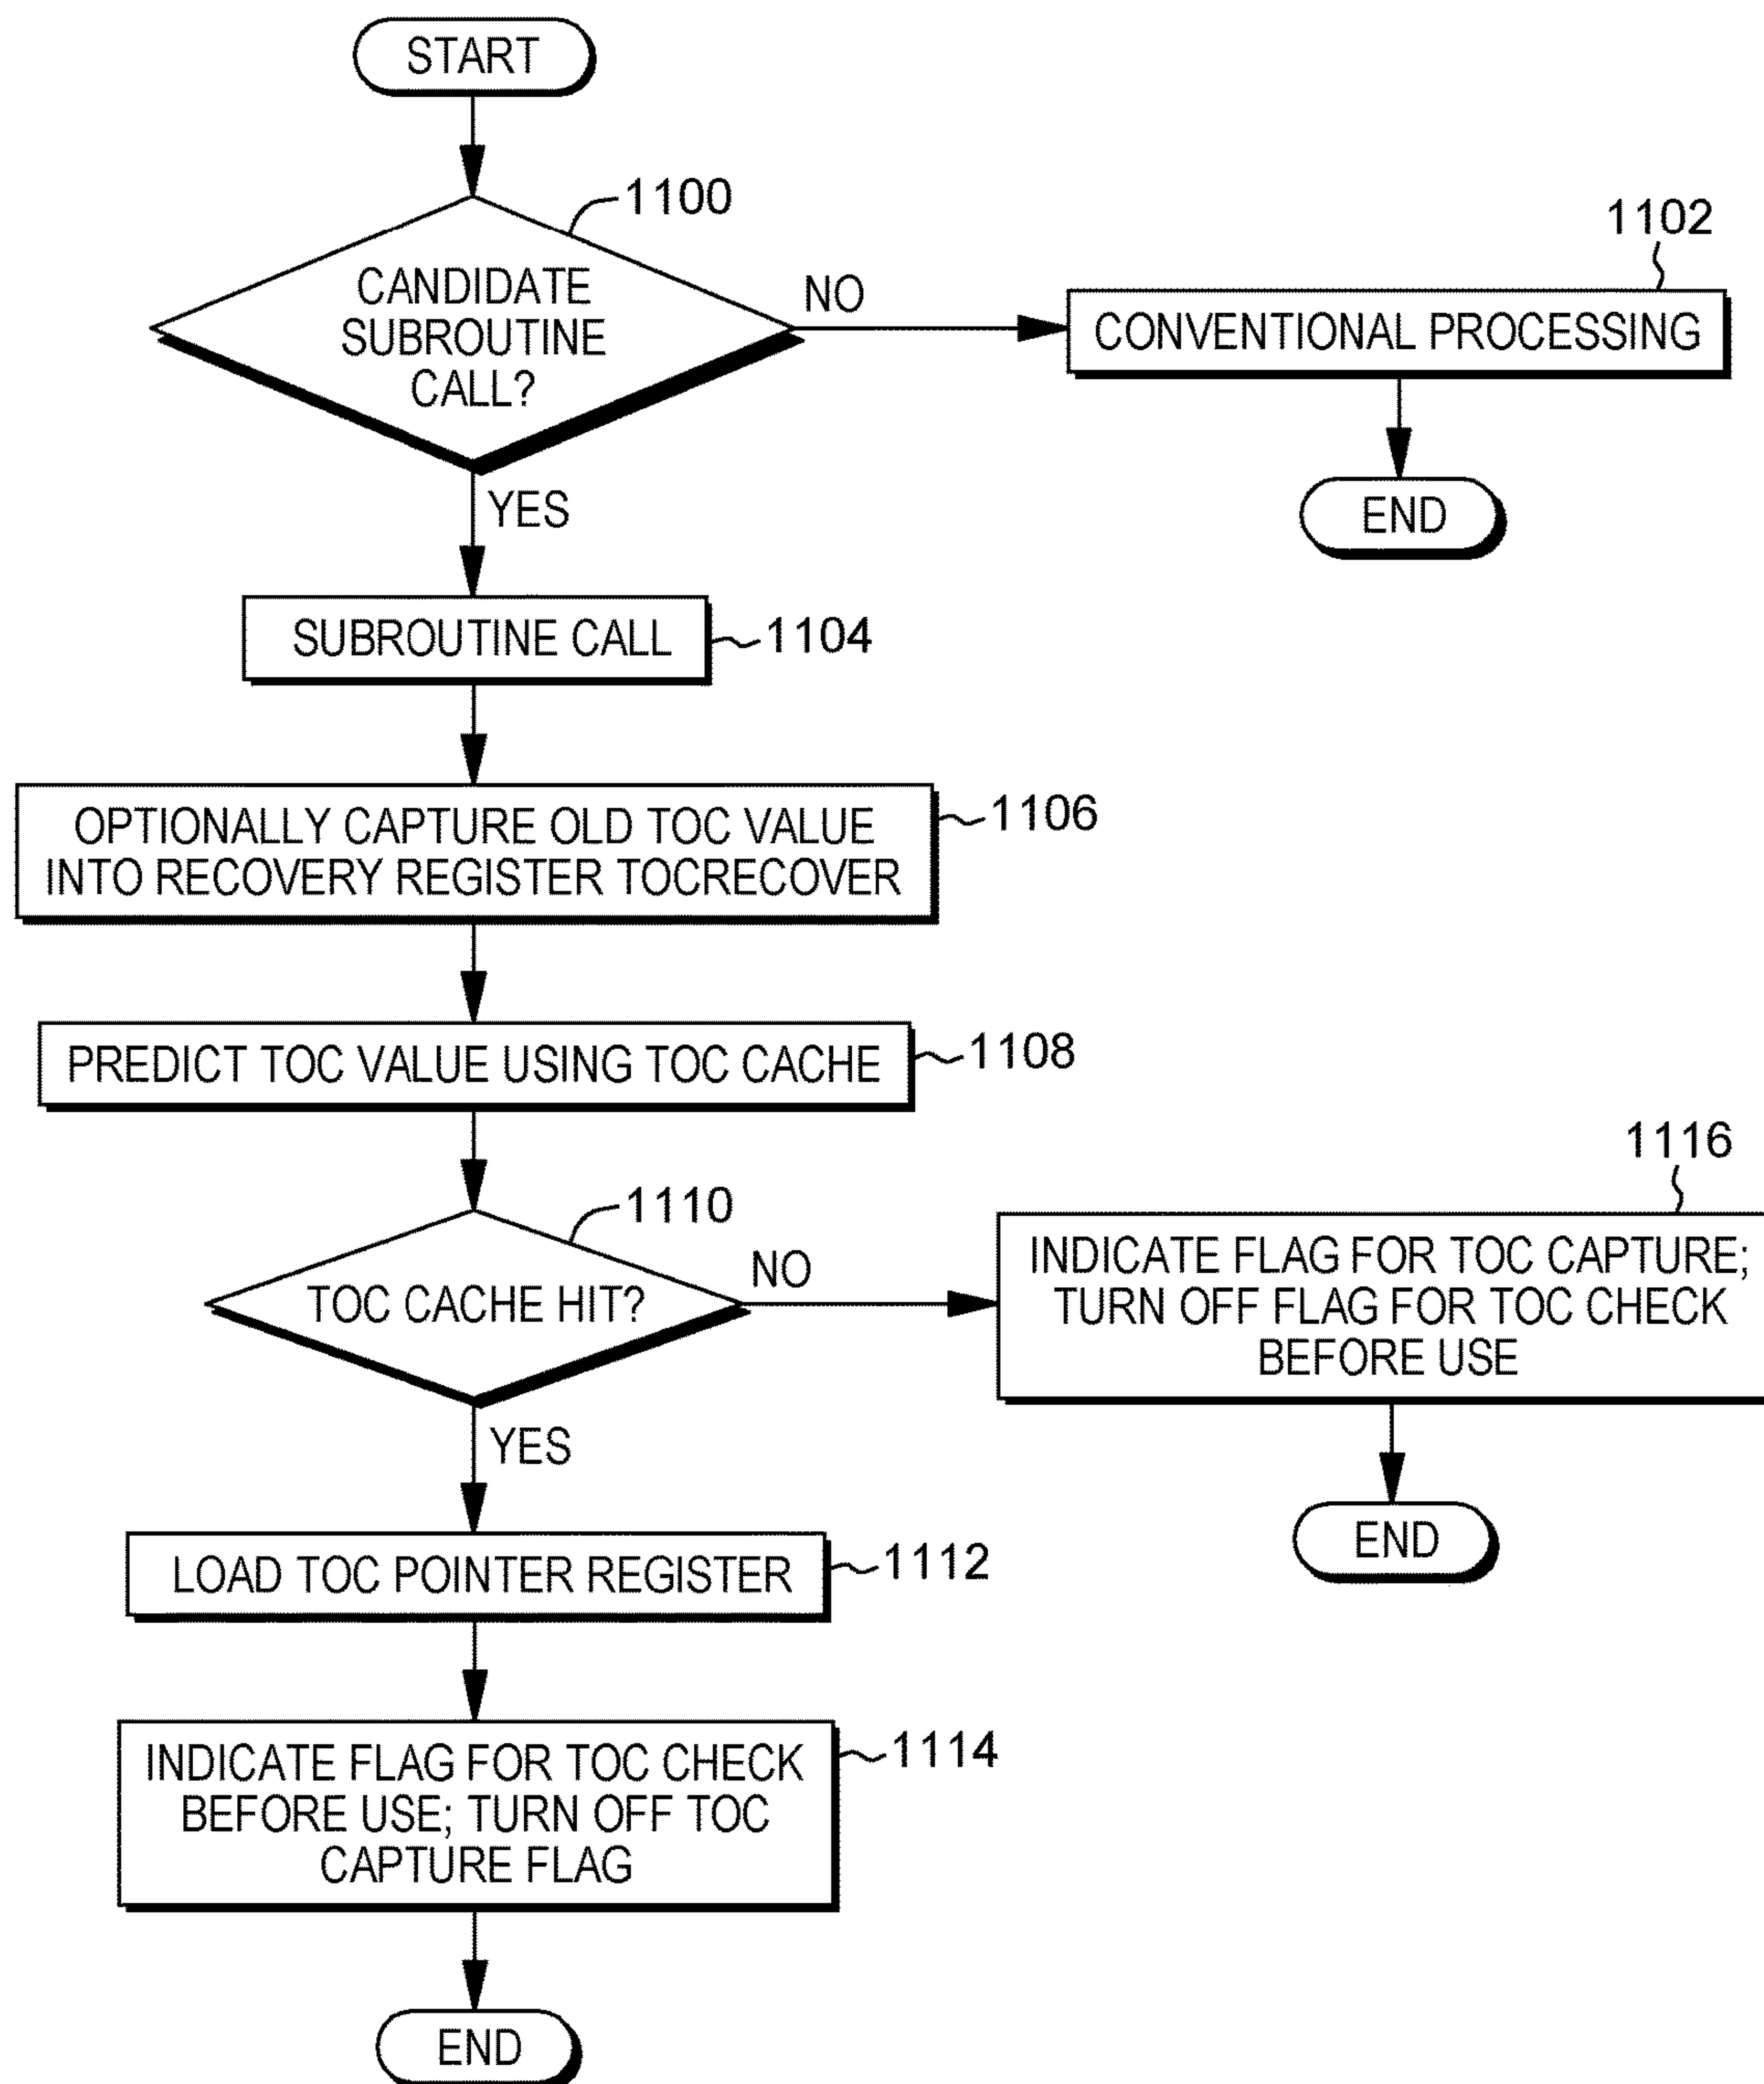 START
1100
CANDIDATE
SUBROUTINE
CALL?
NO
1102
CONVENTIONAL PROCESSING
END
YES
SUBROUTINE CALL
1104
OPTIONALLY CAPTURE OLD TOC VALUE
INTO RECOVERY REGISTER TOCRECOVER
1106
PREDICT TOC VALUE USING TOC CACHE
1108
1110
TOC CACHE HIT?
NO
1116
INDICATE FLAG FOR TOC CAPTURE;
TURN OFF FLAG FOR TOC CHECK
BEFORE USE
END
YES
LOAD TOC POINTER REGISTER
1112
INDICATE FLAG FOR TOC CHECK
BEFORE USE; TURN OFF TOC
CAPTURE FLAG
1114
END